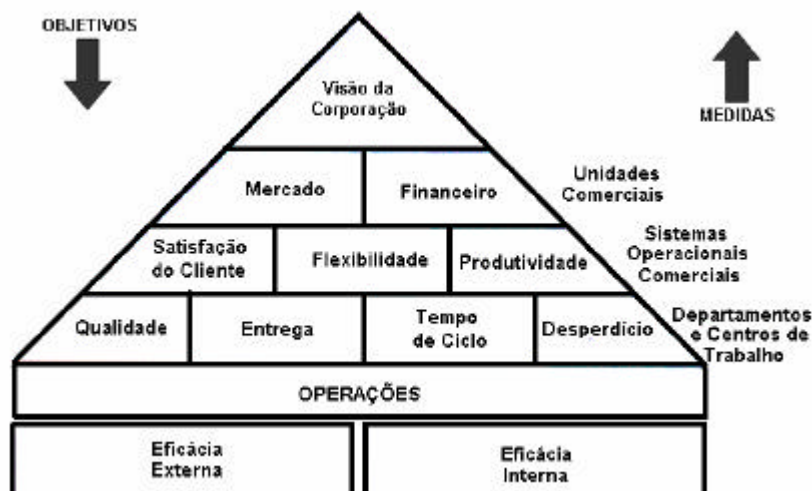 OBJETIVOS
MEDIDAS
Visão da
Corporação
Mercado
Financeiro
Unidades
Comerciais
Satisfação
do Cliente
Flexibilidade
Produtividade
Sistemas
Operacionais
Comerciais
Qualidade
Entrega
Tempo
de Ciclo
Desperdício
Departamentos
e Centros de
Trabalho
OPERAÇÕES
Eficácia
Externa
Eficácia
Interna